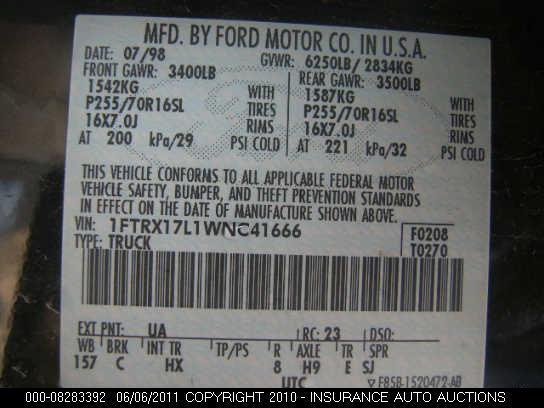 MFD. BY FORD MOTOR CO. IN U.S.A.
DATE: 07/98 GVWR: 6250LB/ 2834KG
FRONT GAWR: 3400LB REAR GAWR: 3500LB
1542KG WITH 1587KG WITH
P255/70R16SL TIRES P255/70R16SL TIRES
16X7.0J RIMS 16X7.0J RIMS
AT 200 kPa/29 PSI COLD AT 221 kPa/32 PSI COLD
THIS VEHICLE CONFORMS TO ALL APPLICABLE FEDERAL MOTOR
VEHICLE SAFETY, BUMPER, AND THEFT PREVENTION STANDARDS
IN EFFECT ON THE DATE OF MANUFACTURE SHOWN ABOVE.
VIN: 1FTRX17L1WNC41666 F0208
TYPE: TRUCK T0270
EXT PNT: UA RC: 23 DSO:
WB BRK INT TR TP/PS R AXLE TR SPR
157 C HX 8 H9 E SJ
UTC F85B-1520472-AB
000-08283392 06/06/2011 COPYRIGHT 2010 - INSURANCE AUTO AUCTIONS